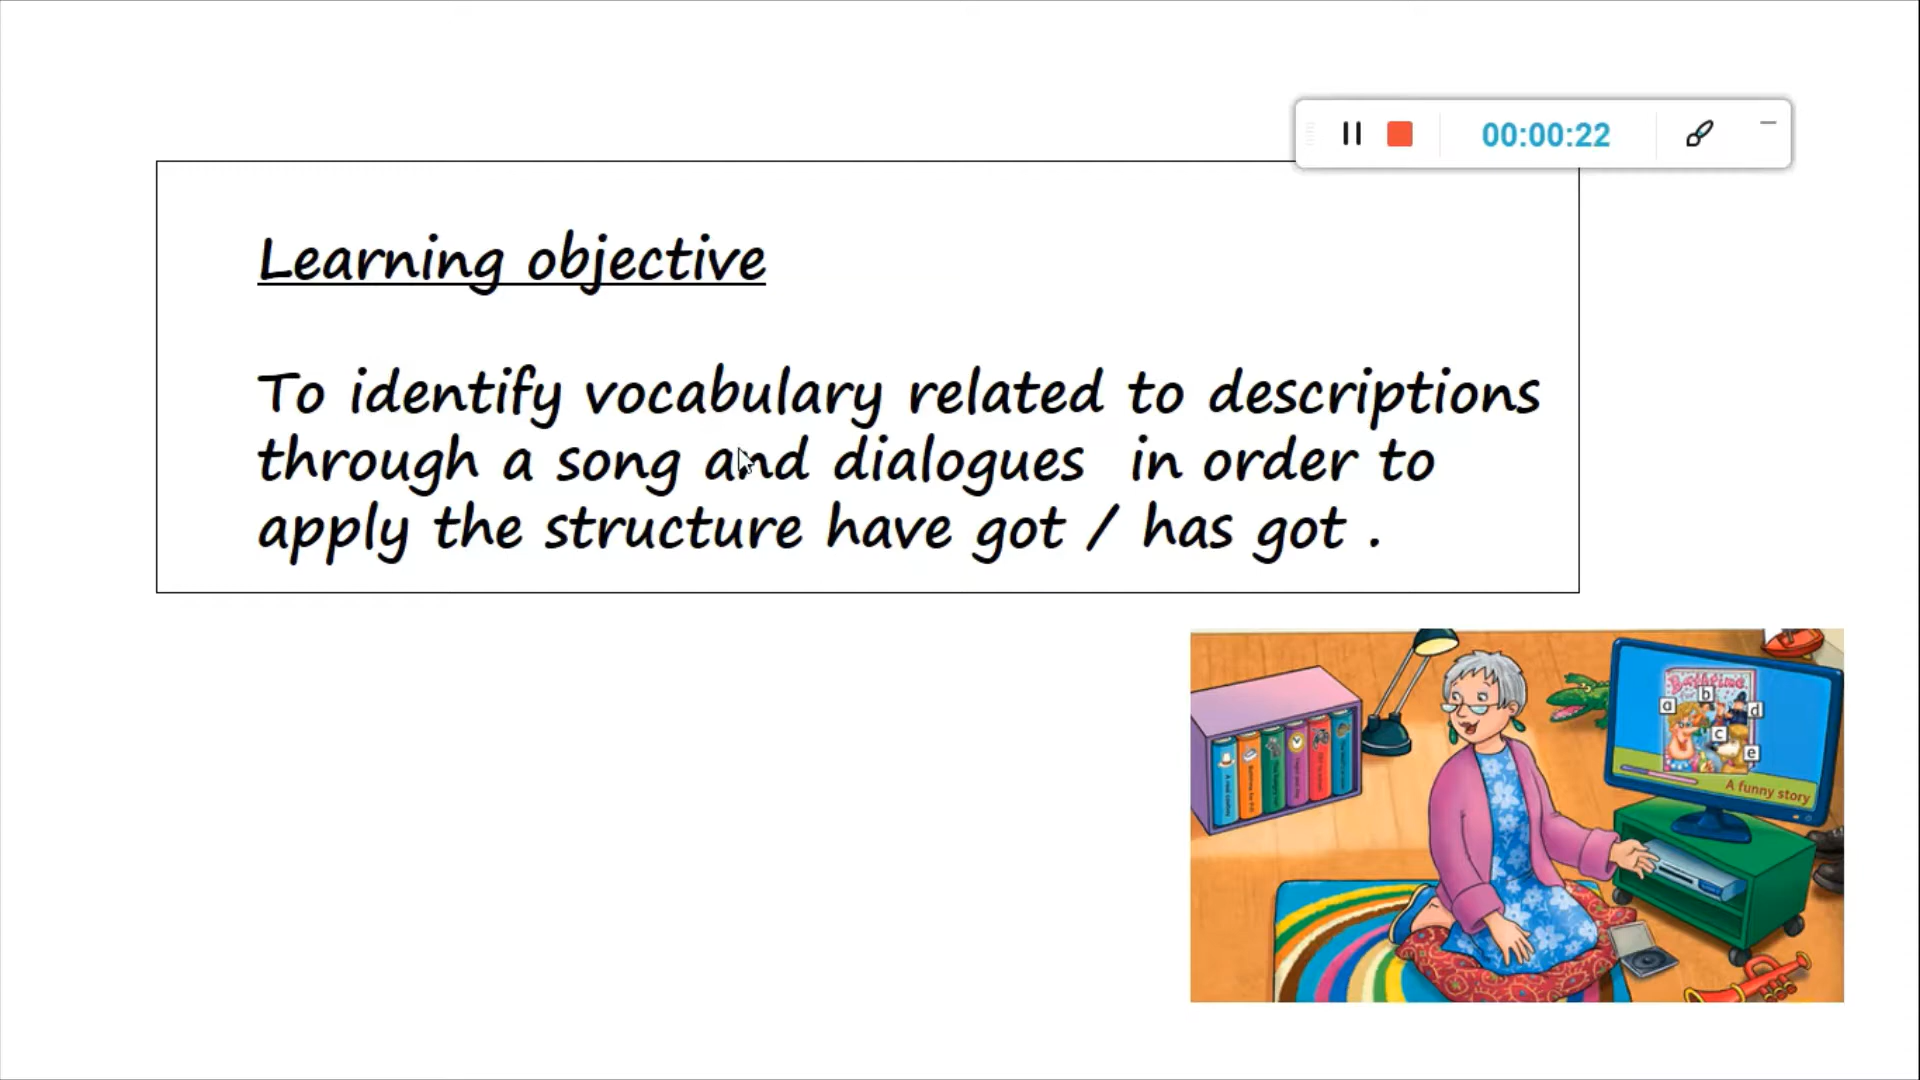 00:00:22
Learning objective
To identify vocabulary related to descriptions
through a song and dialogues in order to
apply the structure have got / has got .
Bathtime
a
b
d
c
e
A funny story